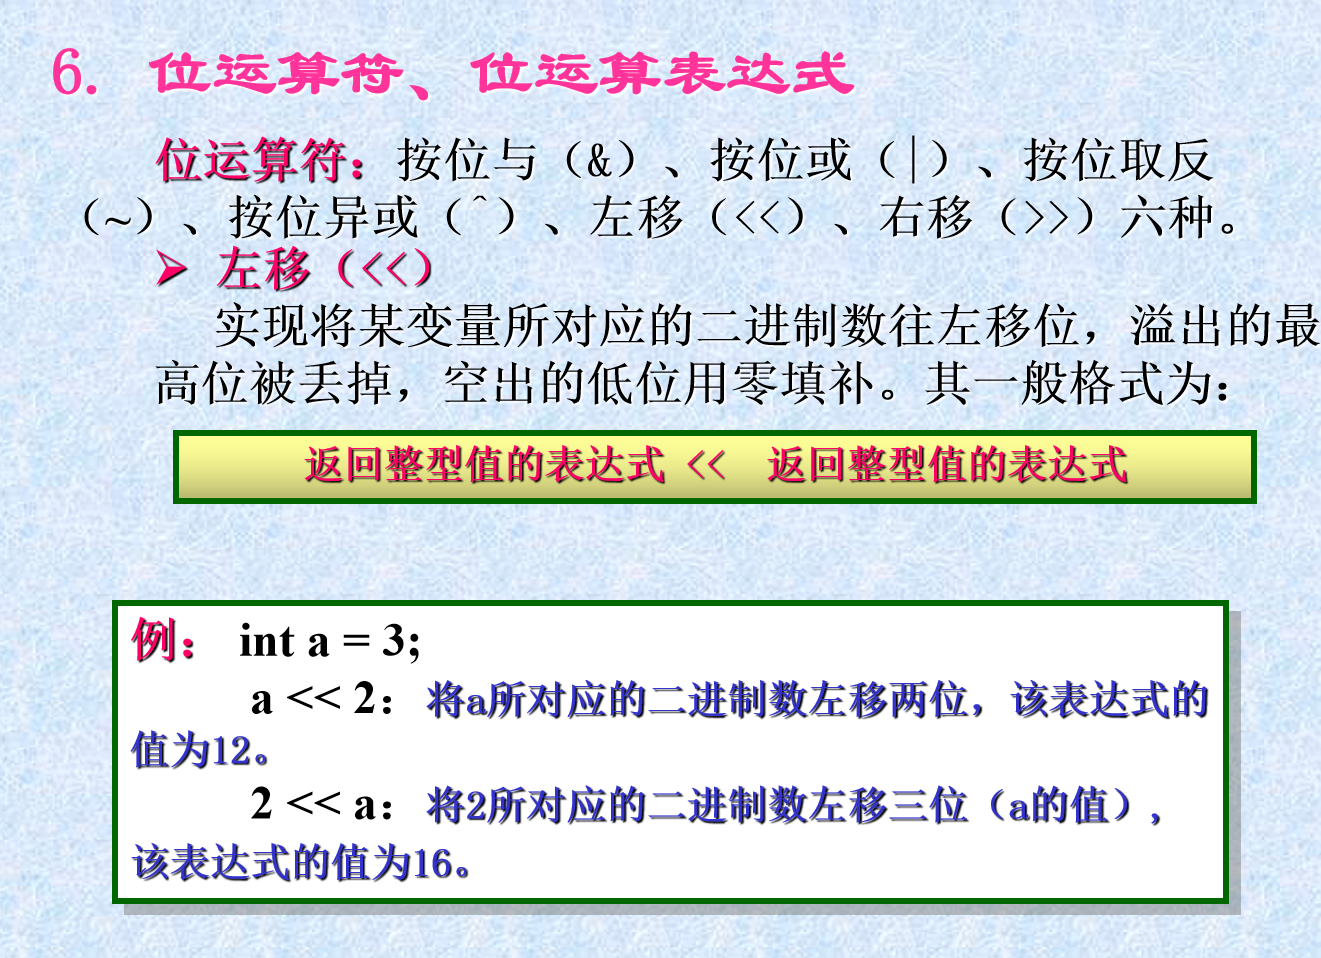 6. 位运算符、位运算表达式
位运算符：按位与（&）、按位或（|）、按位取反
（~）、按位异或（^）、左移（<<）、右移（>>）六种。
➢ 左移（<<）
实现将某变量所对应的二进制数往左移位，溢出的最
高位被丢掉，空出的低位用零填补。其一般格式为：
返回整型值的表达式 << 返回整型值的表达式
例： int a = 3;
a << 2：将a所对应的二进制数左移两位，该表达式的
值为12。
2 << a：将2所对应的二进制数左移三位（a的值）,
该表达式的值为16。